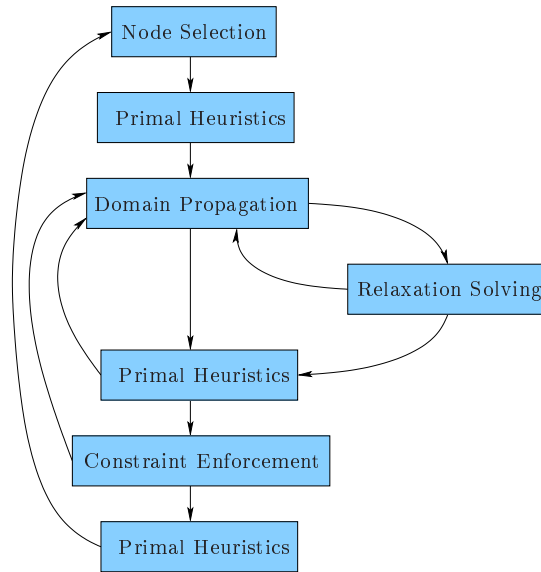 Node Selection
Primal Heuristics
Domain Propagation
Relaxation Solving
Primal Heuristics
Constraint Enforcement
Primal Heuristics